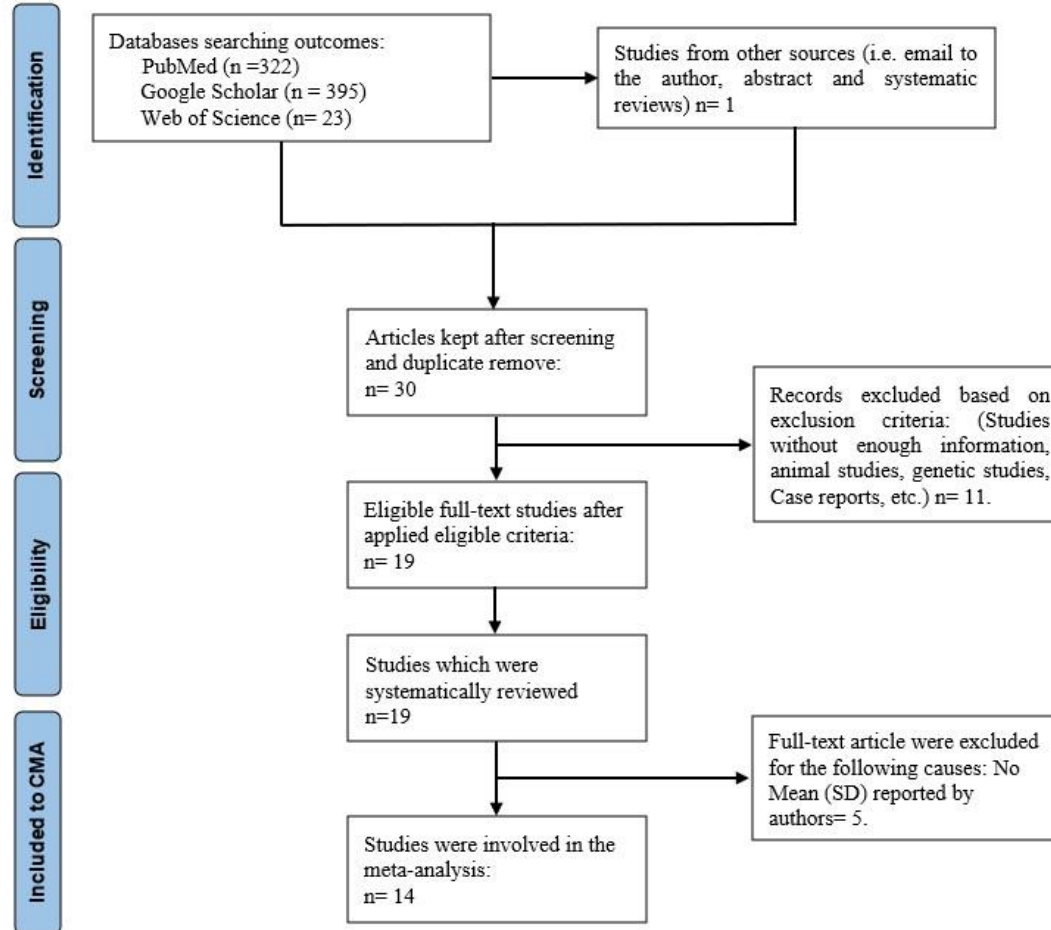 Identification
Databases searching outcomes:
PubMed (n =322)
Google Scholar (n = 395)
Web of Science (n= 23)
Studies from other sources (i.e. email to
the author, abstract and systematic
reviews) n= 1
Screening
Articles kept after screening
and duplicate remove:
n= 30
Records excluded based on
exclusion criteria: (Studies
without enough information,
animal studies, genetic studies,
Case reports, etc.) n= 11.
Eligibility
Eligible full-text studies after
applied eligible criteria:
n= 19
Studies which were
systematically reviewed
n=19
Included to CMA
Full-text article were excluded
for the following causes: No
Mean (SD) reported by
authors= 5.
Studies were involved in the
meta-analysis:
n= 14